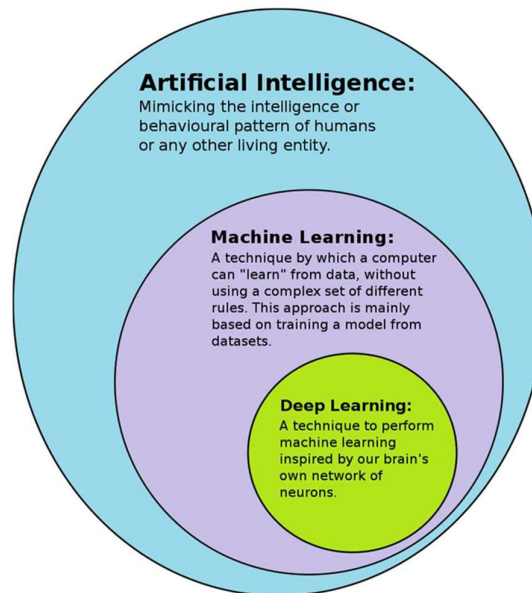 Artificial Intelligence:
Mimicking the intelligence or
behavioural pattern of humans
or any other living entity.
Machine Learning:
A technique by which a computer
can "learn" from data, without
using a complex set of different
rules. This approach is mainly
based on training a model from
datasets.
Deep Learning:
A technique to perform
machine learning
inspired by our brain's
own network of
neurons.